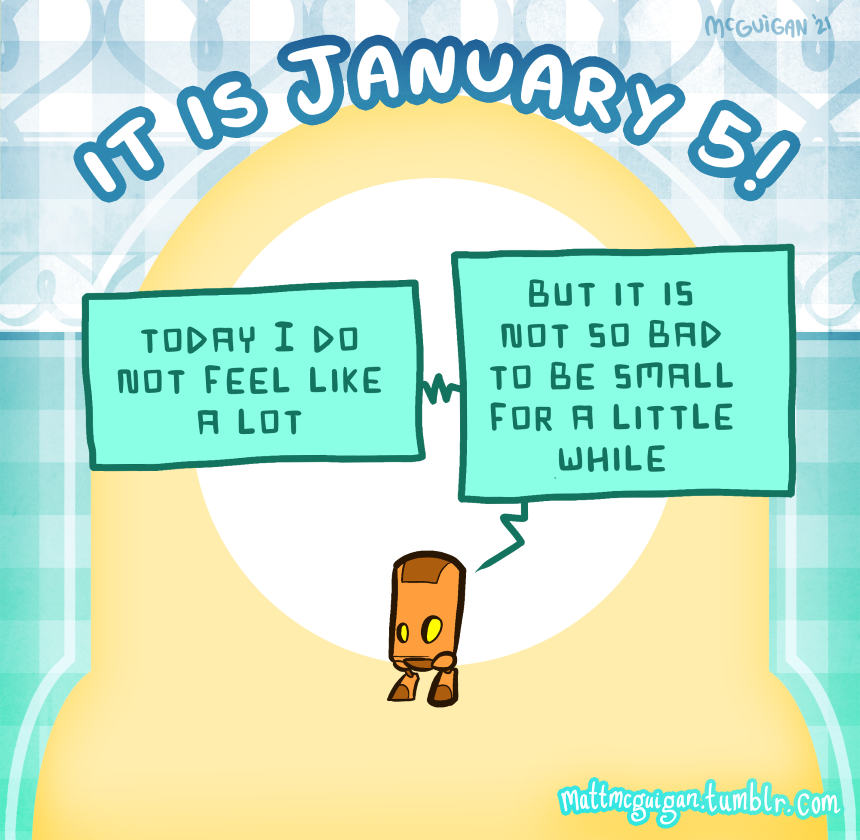 McGUiGAN '21
IT IS JANUARY 5!
TODAY I DO
NOT FEEL LIKE
A LOT
BUT IT IS
NOT SO BAD
TO BE SMALL
FOR A LITTLE
WHILE
mattmcguigan.tumblr.com